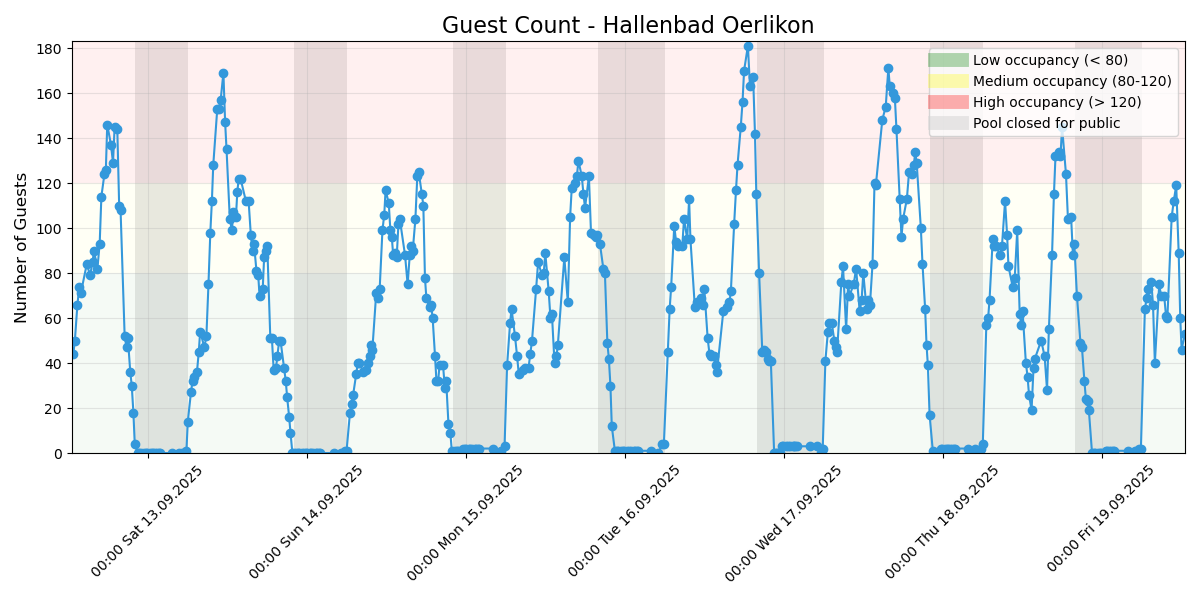 Guest Count - Hallenbad Oerlikon
Number of Guests
180
160
140
120
100
80
60
40
20
0
Low occupancy (< 80)
Medium occupancy (80-120)
High occupancy (> 120)
Pool closed for public
00:00 Sat 13.09.2025
00:00 Sun 14.09.2025
00:00 Mon 15.09.2025
00:00 Tue 16.09.2025
00:00 Wed 17.09.2025
00:00 Thu 18.09.2025
00:00 Fri 19.09.2025